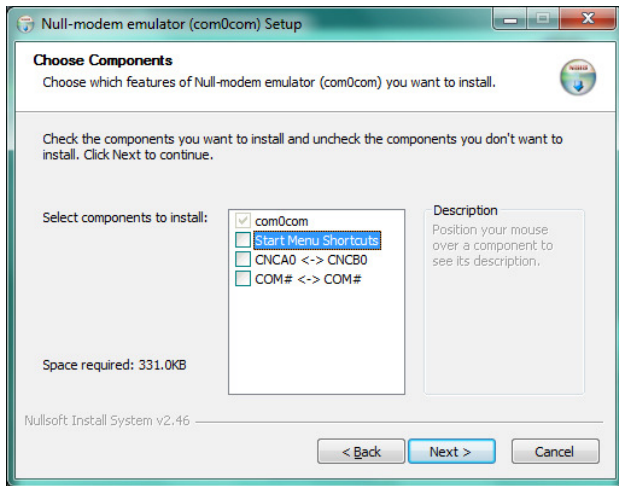 Null-modem emulator (com0com) Setup
Choose Components
Choose which features of Null-modem emulator (com0com) you want to install.
Check the components you want to install and uncheck the components you don't want to
install. Click Next to continue.
Select components to install:
com0com
Start Menu Shortcuts
CNCA0 <-> CNCB0
COM# <-> COM#
Description
Position your mouse
over a component to
see its description.
Space required: 331.0KB
Nullsoft Install System v2.46
< Back
Next >
Cancel